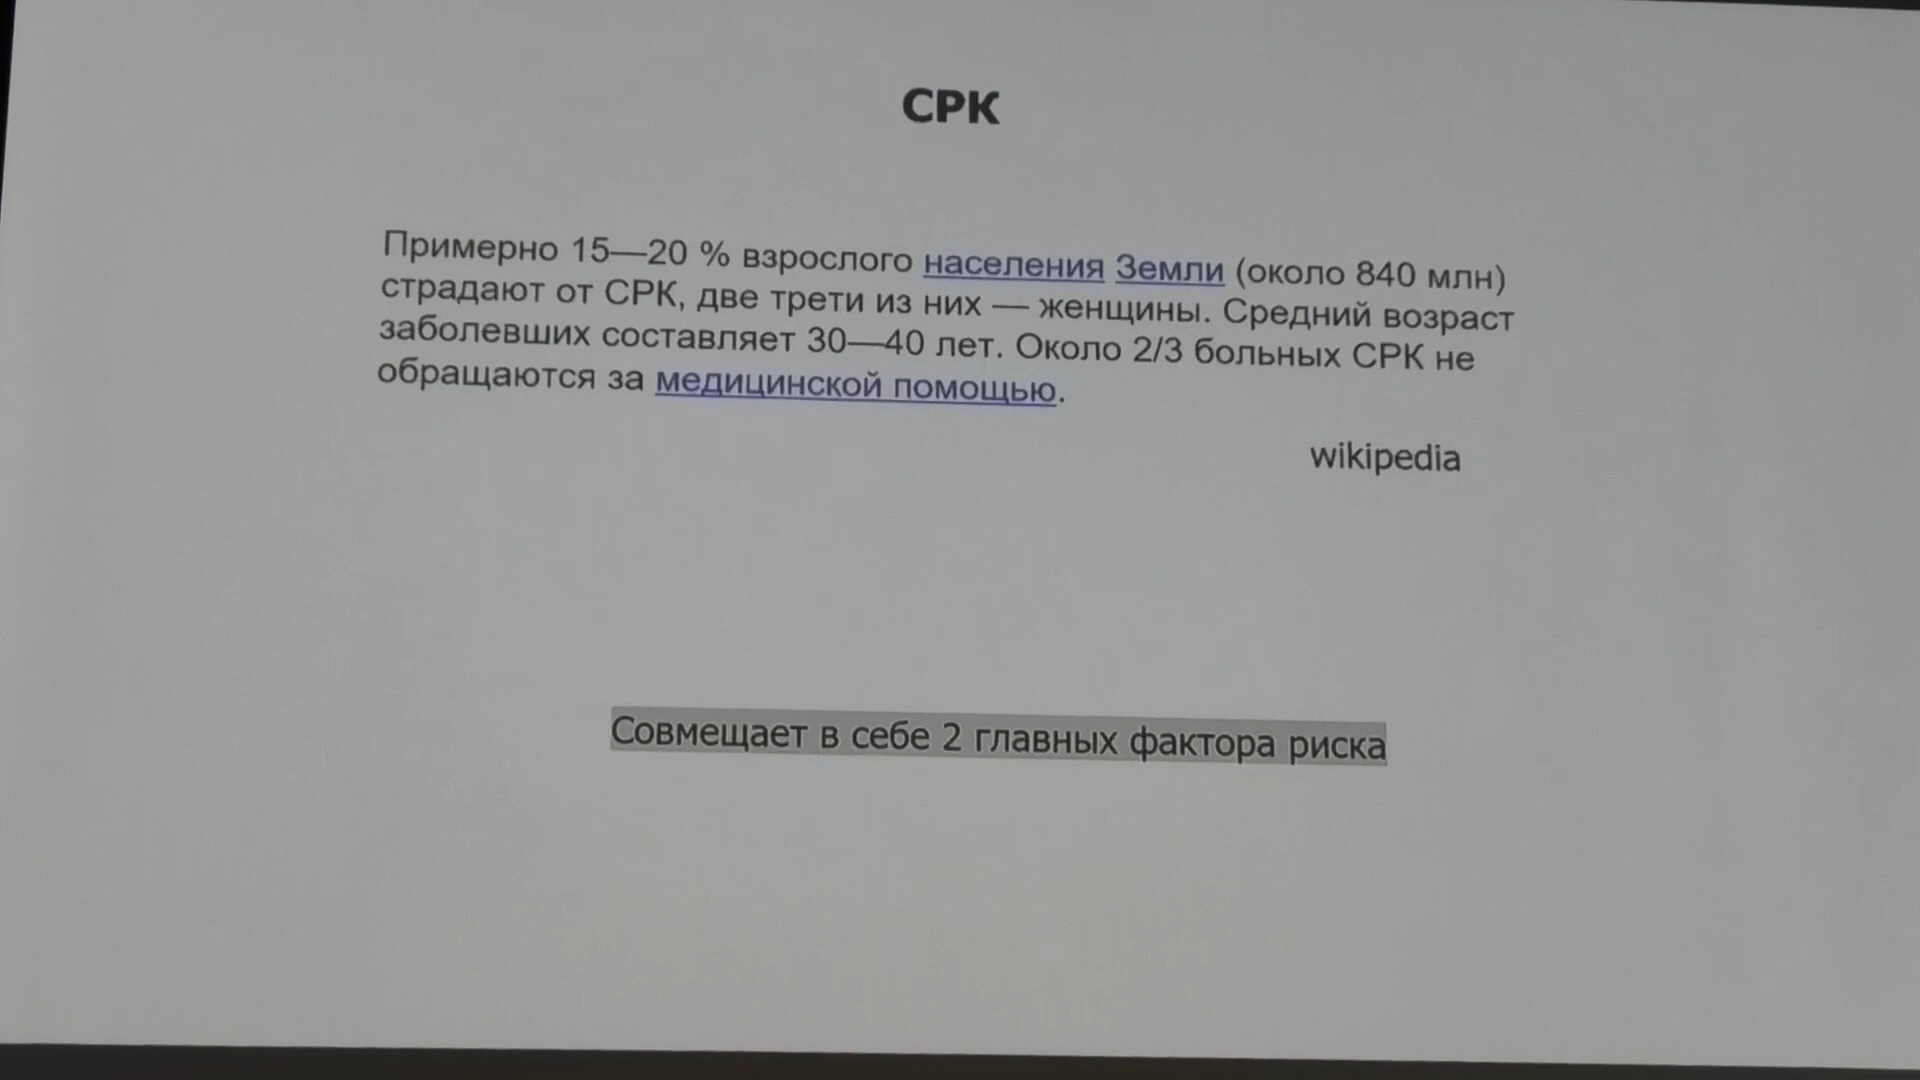 СРК
Примерно 15—20 % взрослого населения Земли (около 840 млн)
страдают от СРК, две трети из них — женщины. Средний возраст
заболевших составляет 30—40 лет. Около 2/3 больных СРК не
обращаются за медицинской помощью.
wikipedia
Совмещает в себе 2 главных фактора риска